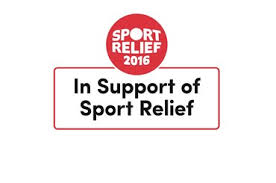 SPORT
RELIEF
2016
In Support of
Sport Relief